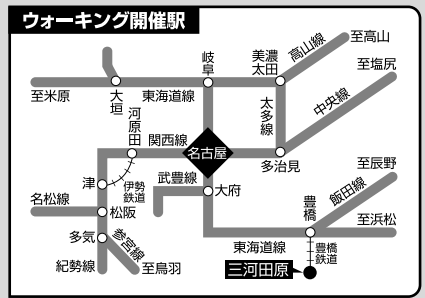 ウォーキング開催駅
至米原
大垣
東海道線
岐阜
美濃太田
高山線
至高山
至塩尻
中央線
太多線
多治見
河原田
関西線
名古屋
津
伊勢鉄道
武豊線
大府
名松線
松阪
多気
参宮線
紀勢線
至鳥羽
豊橋
飯田線
至辰野
至浜松
東海道線
豊橋鉄道
三河田原